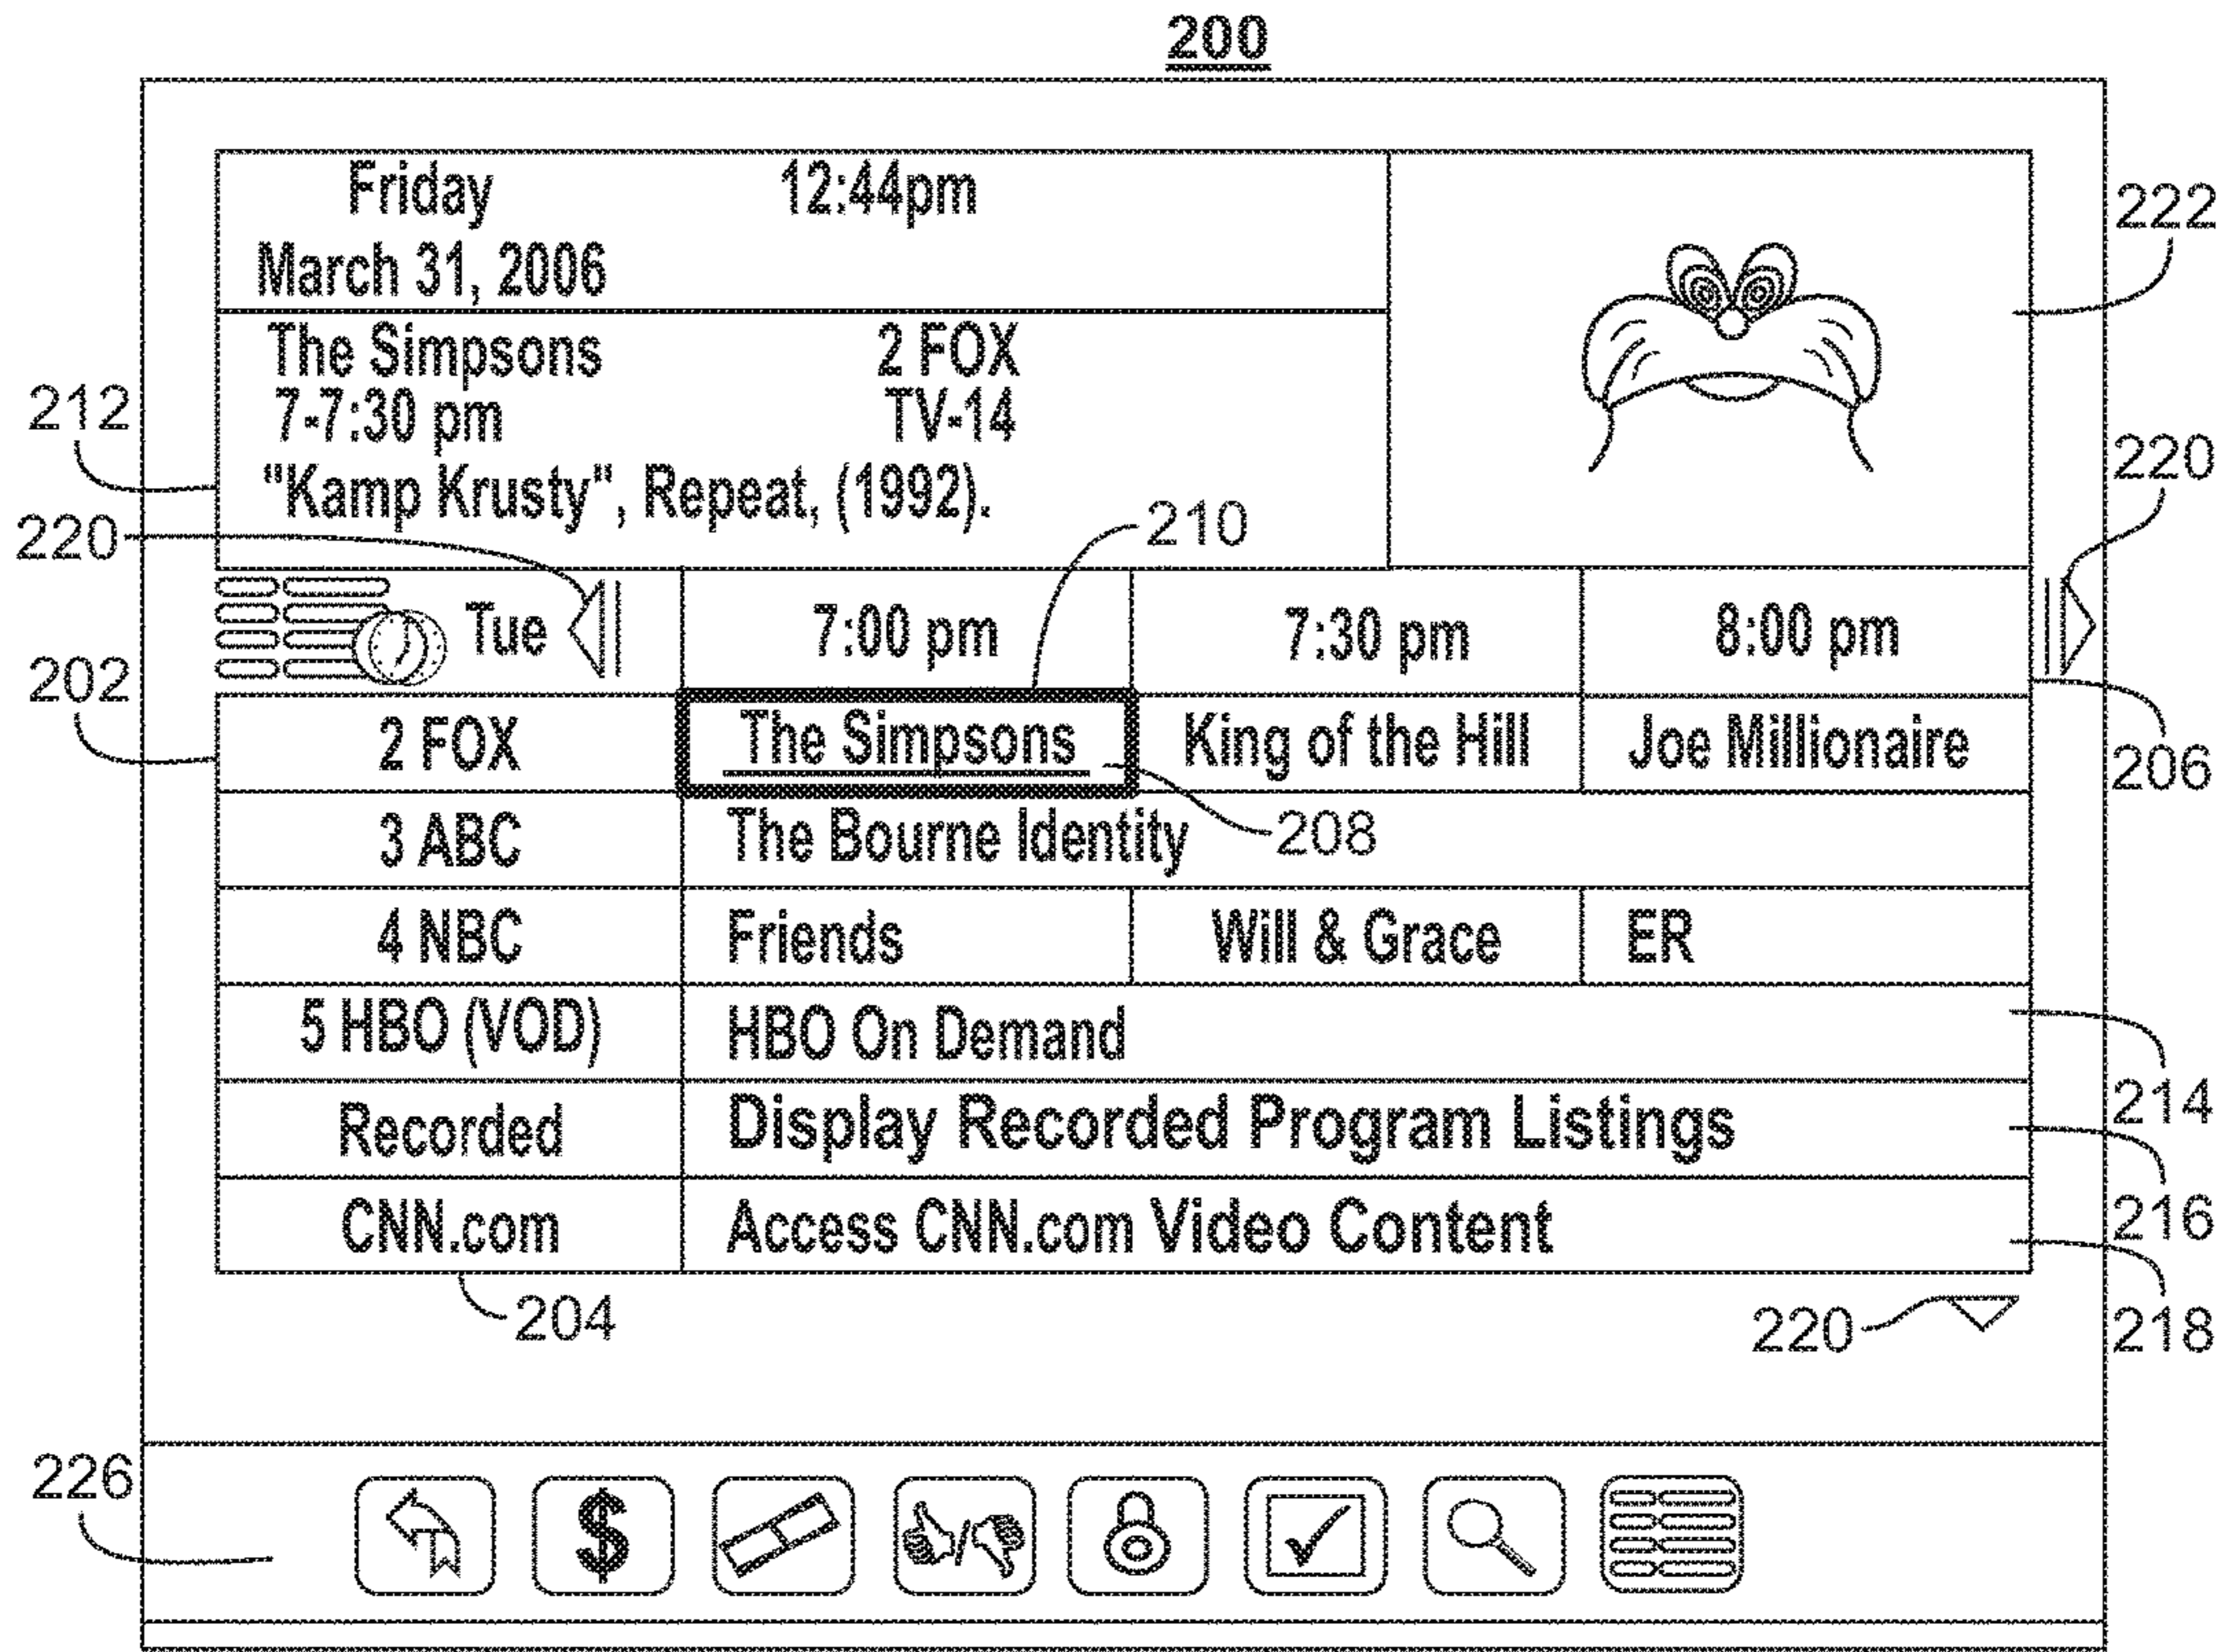 200
Friday 12:44pm
March 31, 2006
222
The Simpsons 2 FOX
212 7-7:30 pm TV-14
220
"Kamp Krusty", Repeat, (1992).
220 210
Tue 7:00 pm 7:30 pm 8:00 pm
202 2 FOX The Simpsons King of the Hill Joe Millionaire 206
3 ABC The Bourne Identity 208
4 NBC Friends Will & Grace ER
5 HBO (VOD) HBO On Demand
214
Recorded Display Recorded Program Listings
216
CNN.com Access CNN.com Video Content
204 220 218
226 $ /